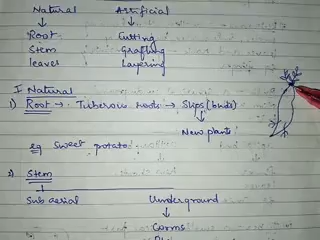 Natural Artificial
Root Cutting
Stem Grafting
leaves Layering
I Natural
1) Root → Tuberous roots → Slips (buds)
New plants
eg Sweet potato
2) Stem
Sub aerial Underground
Corms